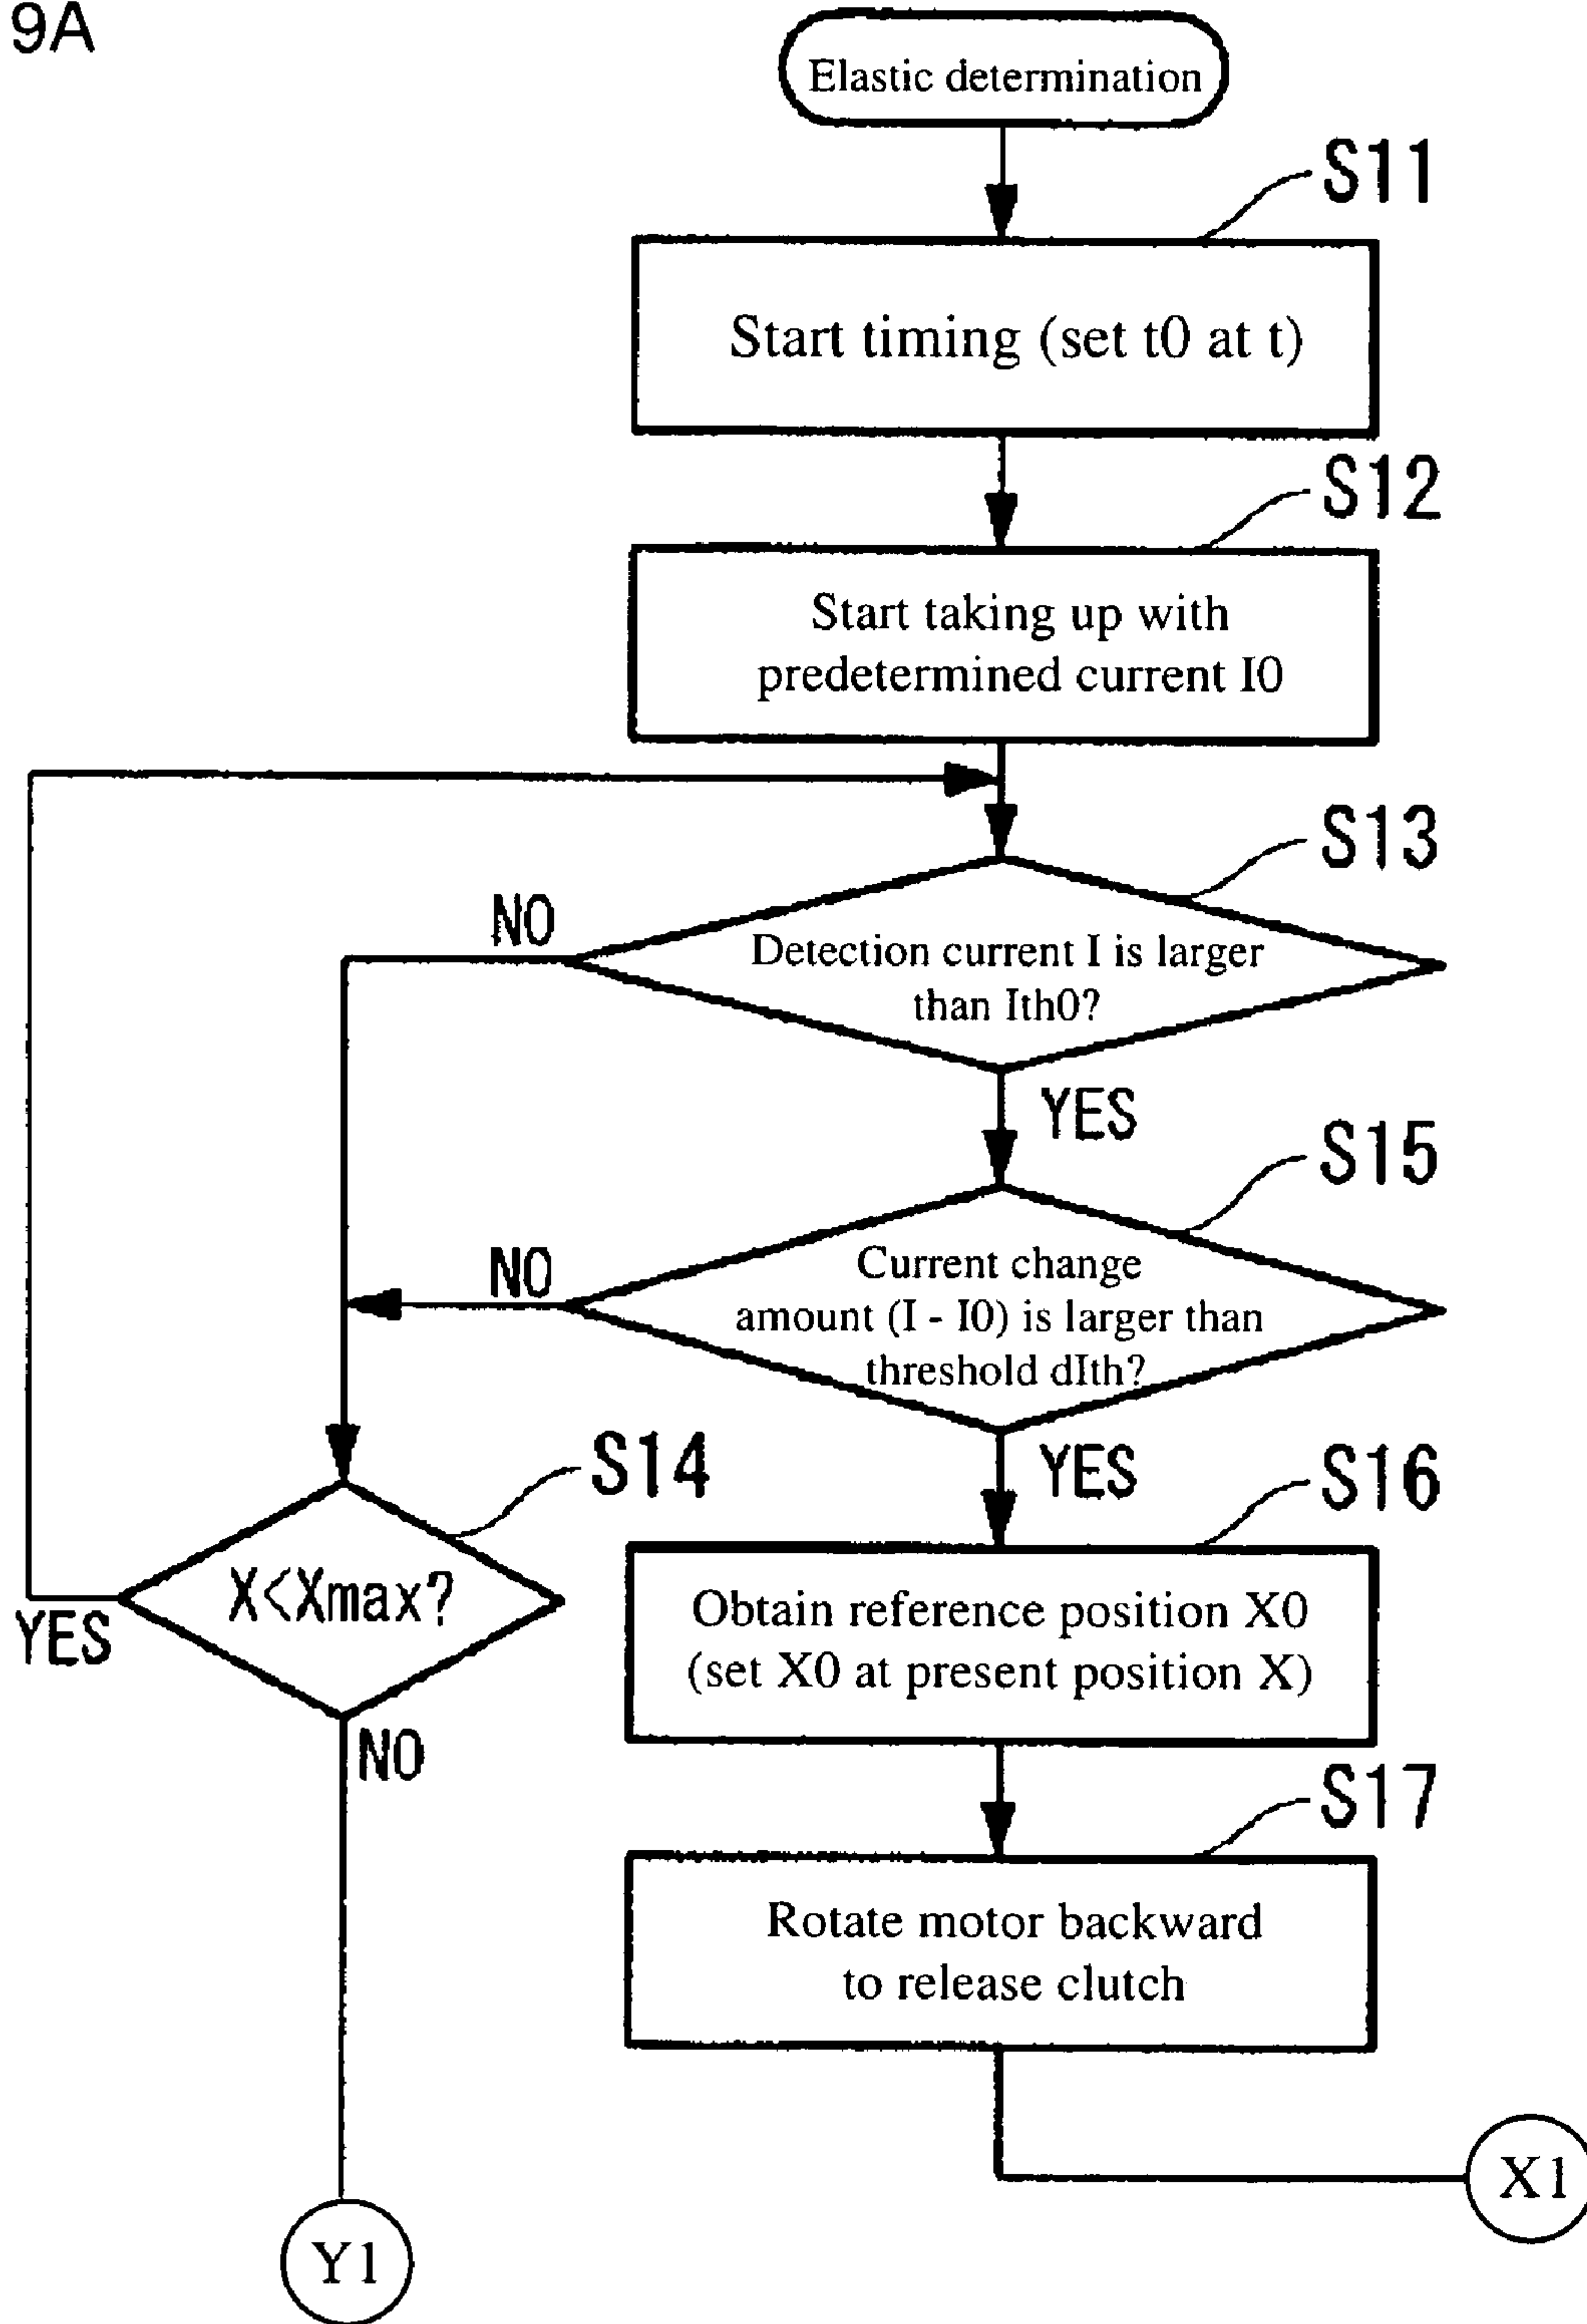 9A
Elastic determination
S11
Start timing (set t0 at t)
S12
Start taking up with
predetermined current I0
S13
NO
Detection current I is larger
than Ith0?
YES
S15
NO
Current change
amount (I - I0) is larger than
threshold dIth?
YES
S14
X<Xmax?
YES
NO
S16
Obtain reference position X0
(set X0 at present position X)
S17
Rotate motor backward
to release clutch
X1
Y1